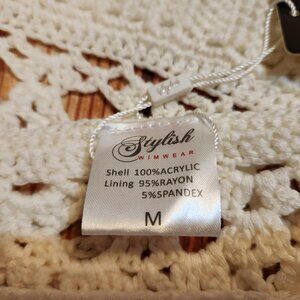 Stylish
WIMWEAR
Shell 100%ACRYLIC
Lining 95%RAYON
5%SPANDEX
M